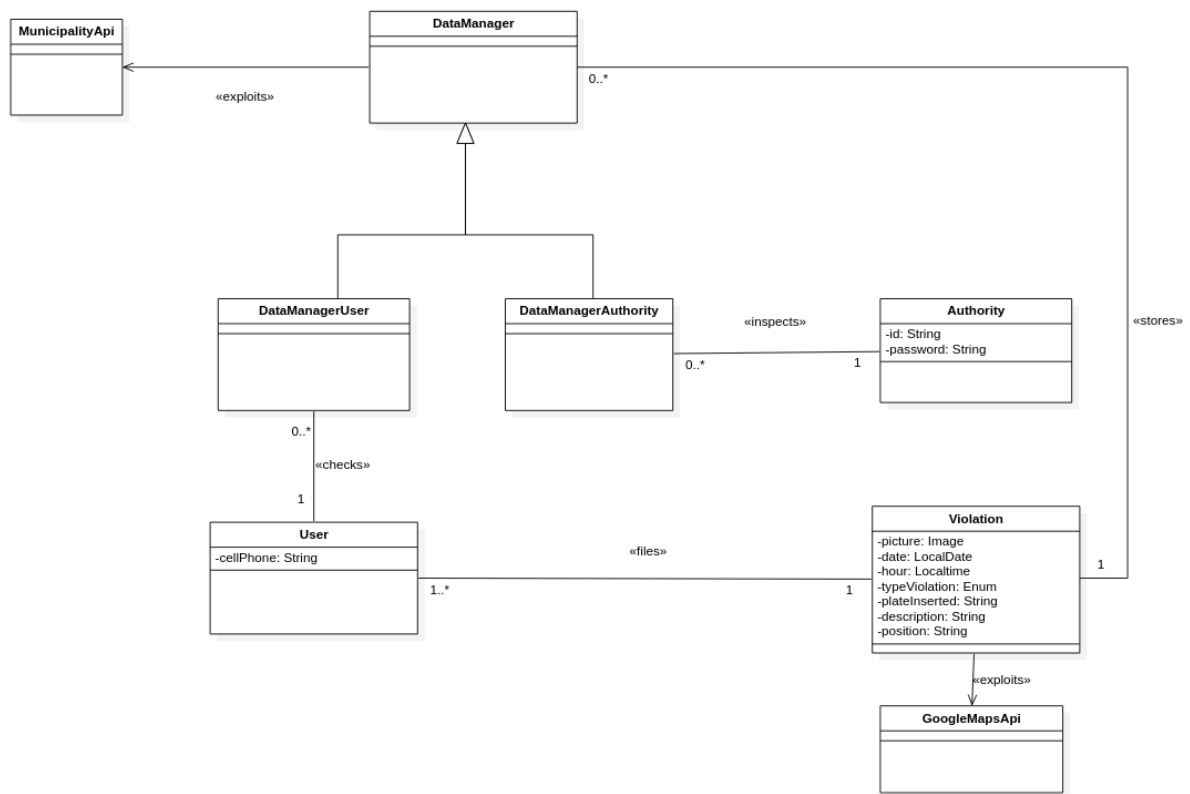 MunicipalityApi
DataManager
0..*
«exploits»
DataManagerUser
DataManagerAuthority
«inspects»
0..*
1
Authority
-id: String
-password: String
«stores»
0..*
«checks»
1
User
-cellPhone: String
«files»
1..*
1
Violation
-picture: Image
-date: LocalDate
-hour: Localtime
-typeViolation: Enum
-plateInserted: String
-description: String
-position: String
1
«exploits»
GoogleMapsApi